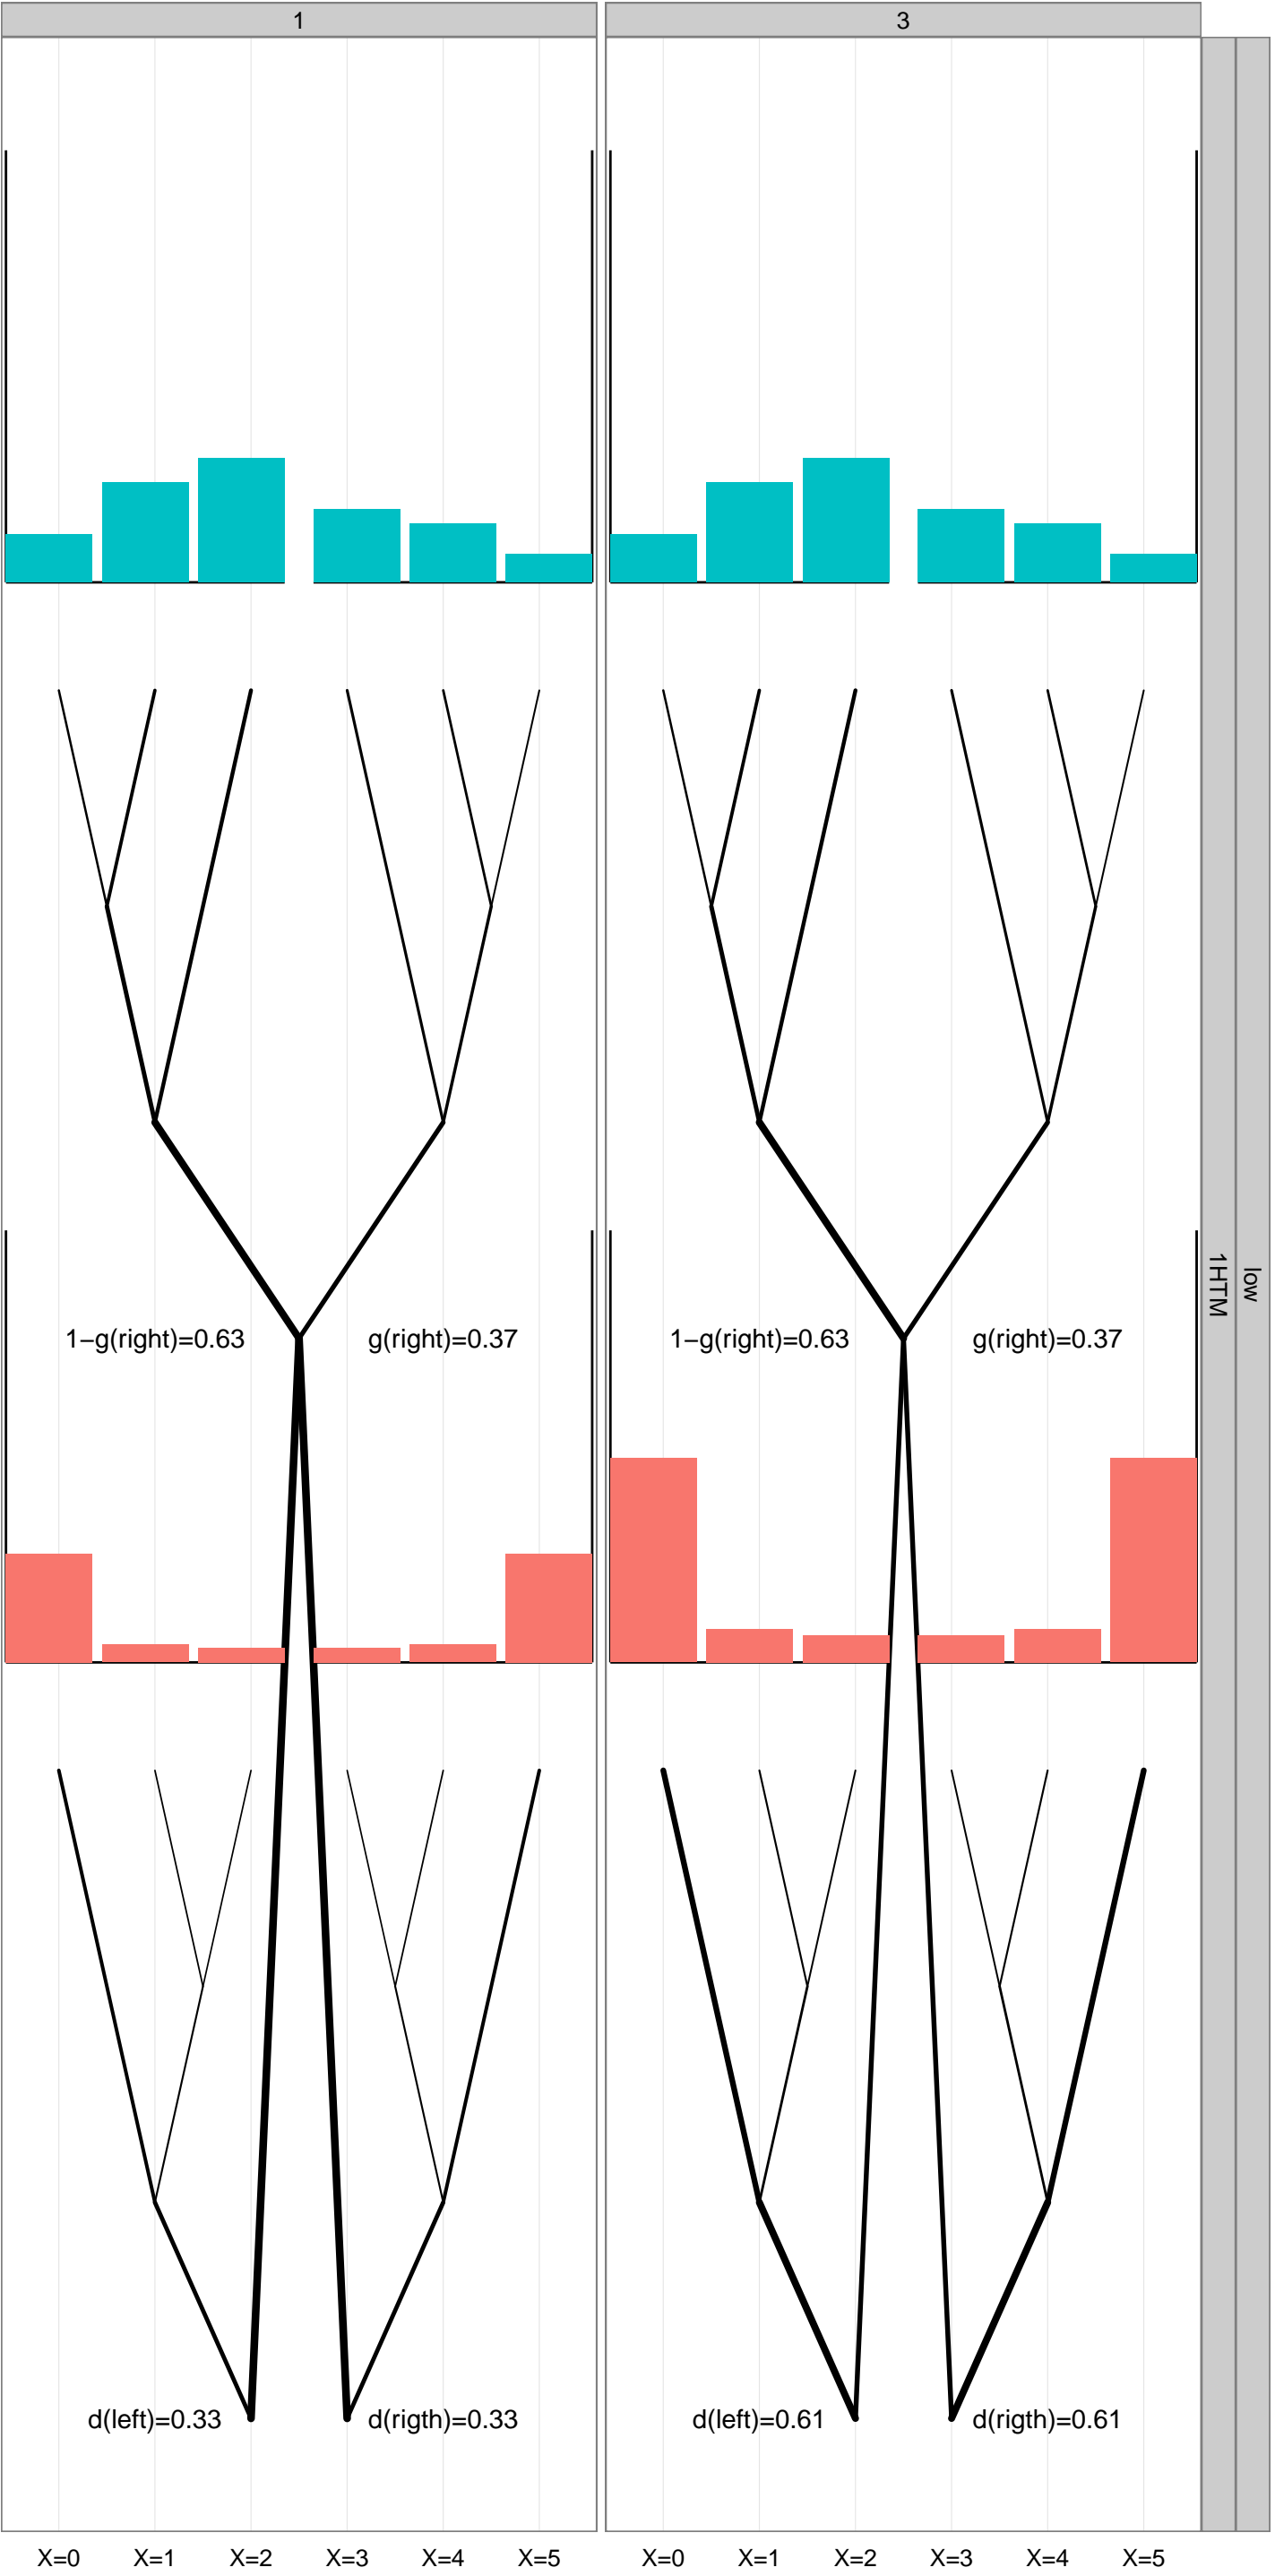 1 3
low
1HTM
1−g(right)=0.63 g(right)=0.37 1−g(right)=0.63 g(right)=0.37
d(left)=0.33 d(rigth)=0.33 d(left)=0.61 d(rigth)=0.61
X=0 X=1 X=2 X=3 X=4 X=5 X=0 X=1 X=2 X=3 X=4 X=5